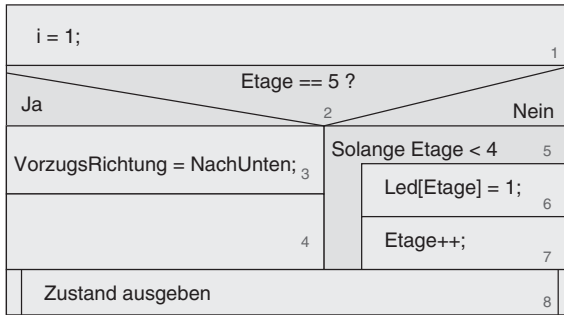 i = 1;
1
Etage == 5 ?
Ja
2
Nein
VorzugsRichtung = NachUnten;
3
4
Solange Etage < 4
5
Led[Etage] = 1;
6
Etage++;
7
Zustand ausgeben
8